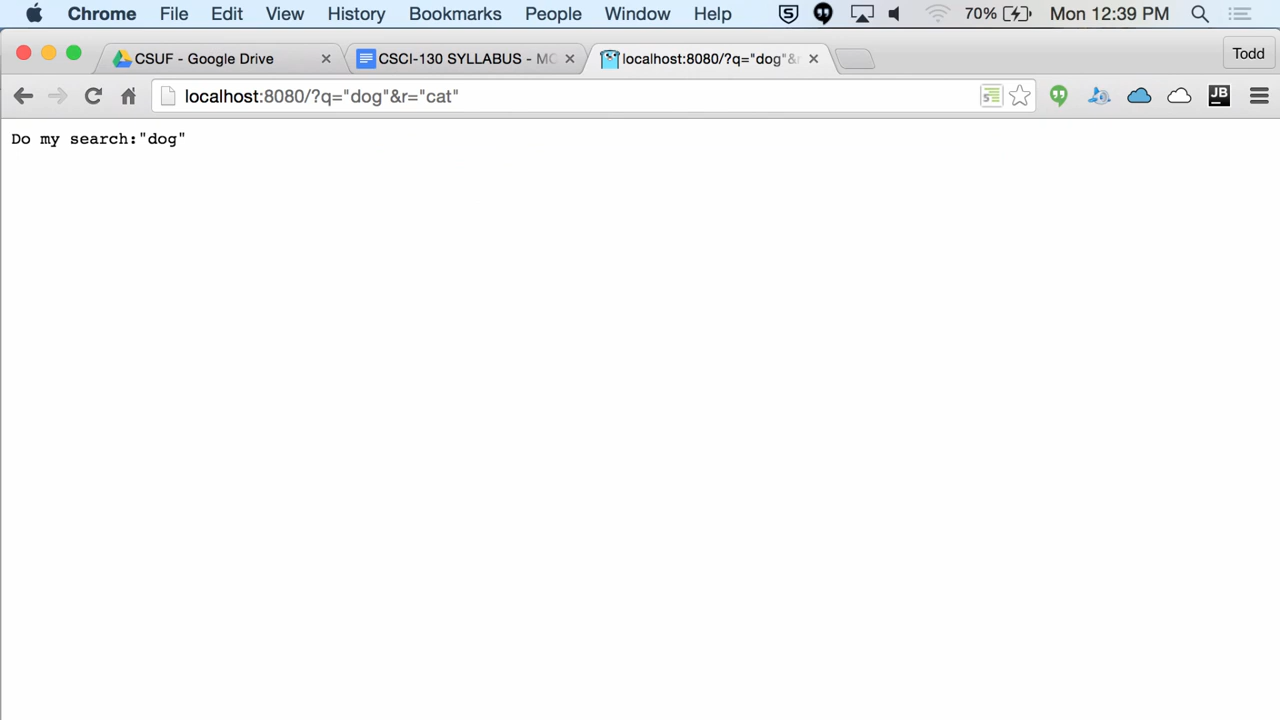 Chrome File Edit View History Bookmarks People Window Help 70% Mon 12:39 PM
CSUF - Google Drive CSCI-130 SYLLABUS - MC localhost:8080/?q="dog"& Todd
localhost:8080/?q="dog"&r="cat" JB
Do my search:"dog"